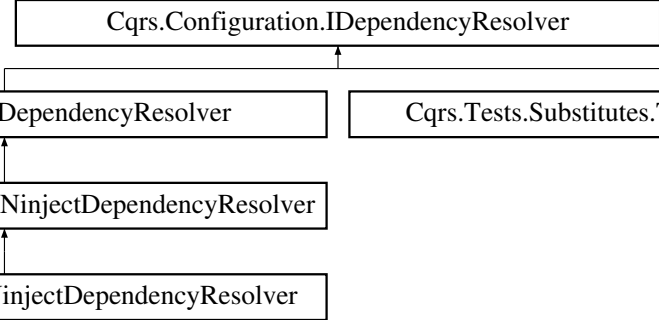 Cqrs.Configuration.IDependencyResolver
DependencyResolver
Cqrs.Tests.Substitutes.
NinjectDependencyResolver
injectDependencyResolver